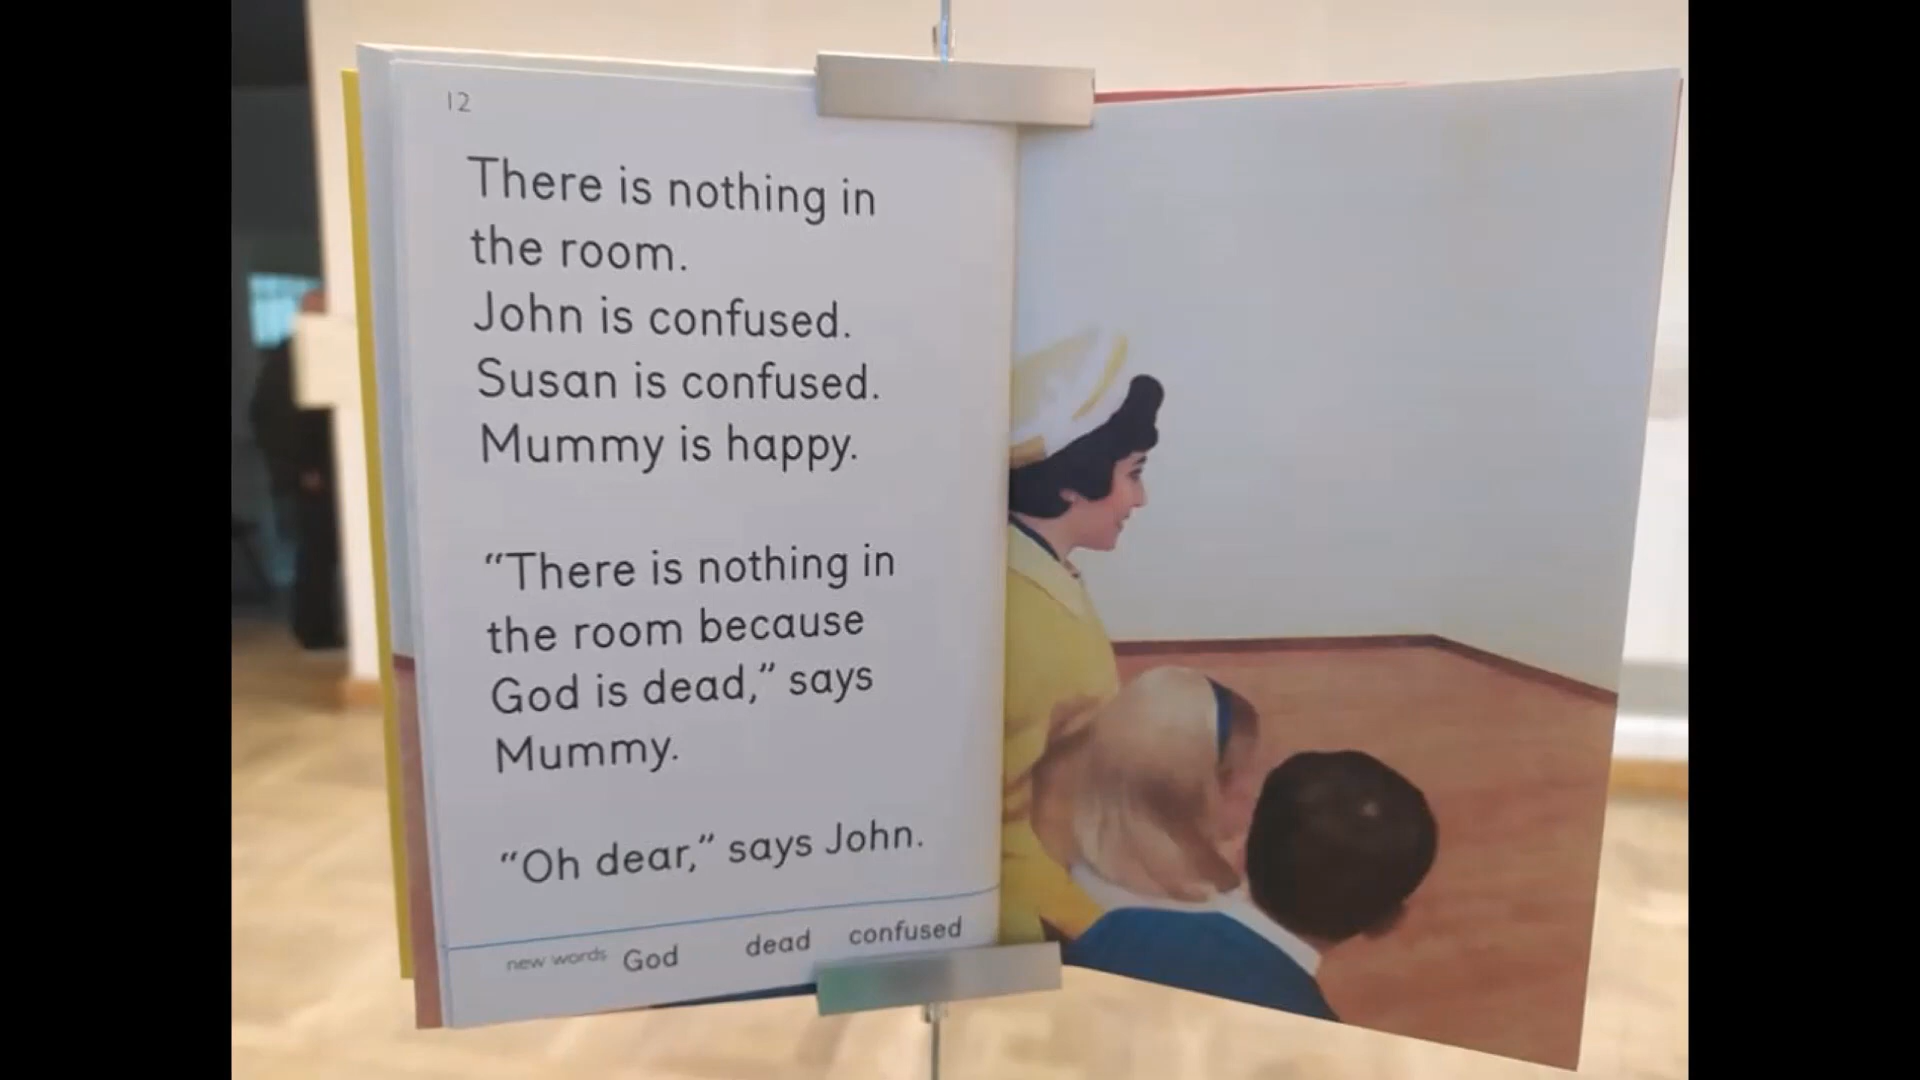 12
There is nothing in
the room.
John is confused.
Susan is confused.
Mummy is happy.
“There is nothing in
the room because
God is dead,” says
Mummy.
“Oh dear,” says John.
new words God dead confused